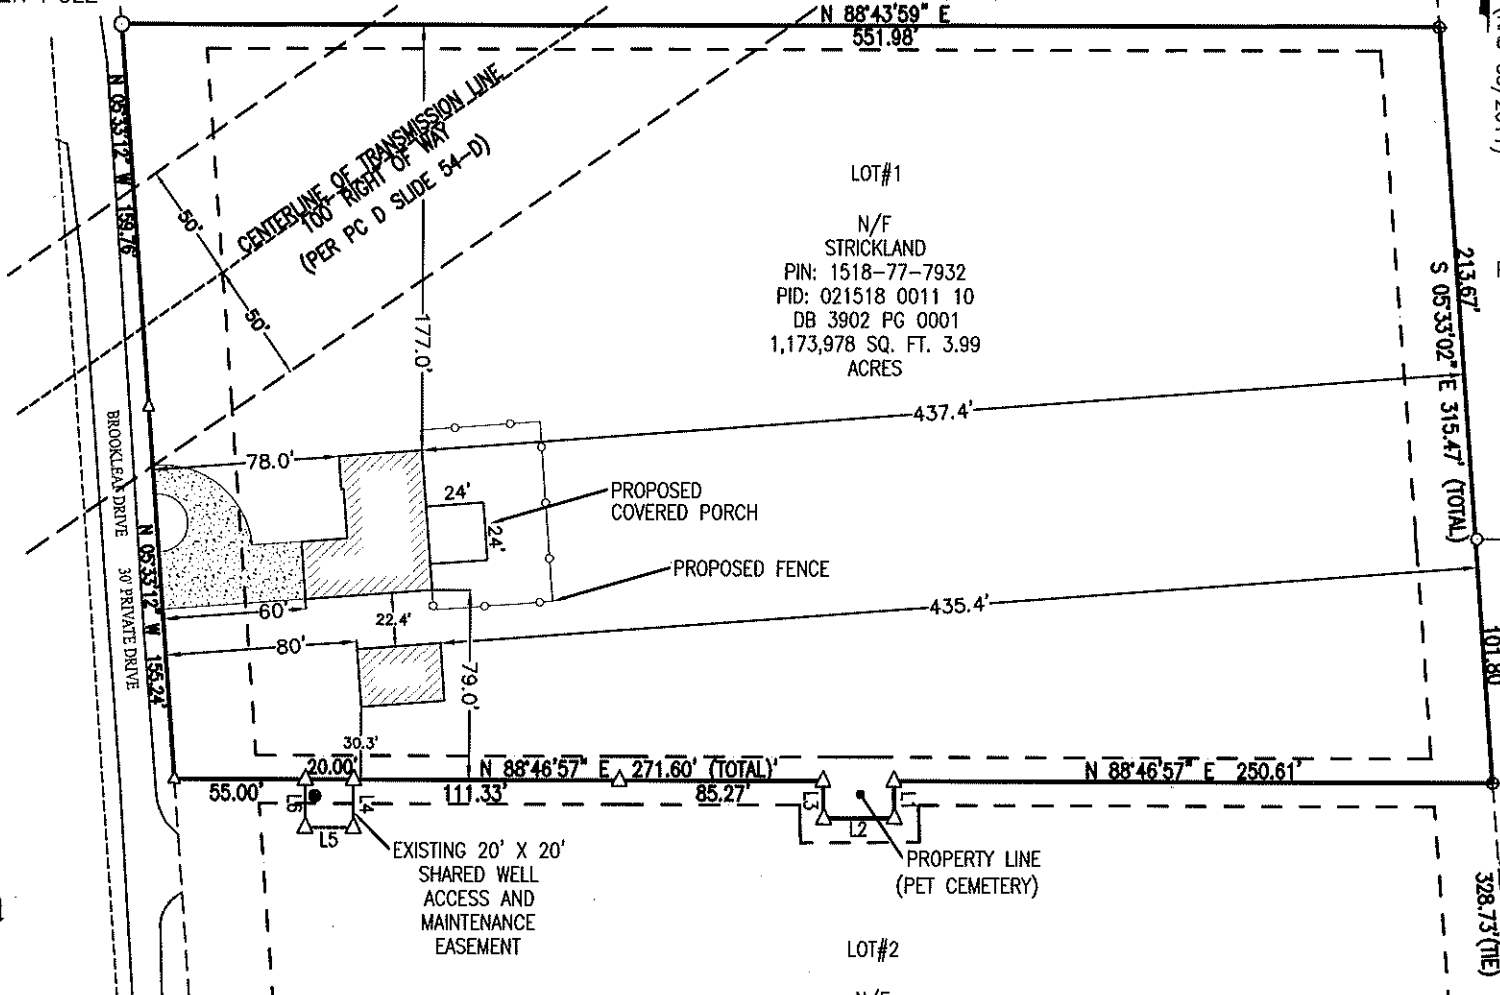 N 88°43'59" E
551.98'
N 05°33'12" W 159.76'
CENTERLINE OF TRANSMISSION LINE
100' RIGHT OF WAY
(PER PC D SLIDE 54-D)
50'
50'
177.0'
LOT#1
N/F
STRICKLAND
PIN: 1518-77-7932
PID: 021518 0011 10
DB 3902 PG 0001
1,173,978 SQ. FT. 3.99
ACRES
213.67'
S 05°33'02" E 315.47' (TOTAL)
437.4'
78.0'
BROOKLEAF DRIVE 30' PRIVATE DRIVE
24'
24'
PROPOSED
COVERED PORCH
PROPOSED FENCE
N 05°33'12" W 155.24'
60'
22.4'
435.4'
80'
79.0'
101.80'
30.3'
20.00'
N 88°46'57" E 271.60' (TOTAL)
N 88°46'57" E 250.61'
55.00'
L6
L4
L5
111.33'
85.27'
L3
L2
L1
EXISTING 20' X 20'
SHARED WELL
ACCESS AND
MAINTENANCE
EASEMENT
PROPERTY LINE
(PET CEMETERY)
328.73'(TIE)
LOT#2
N/F